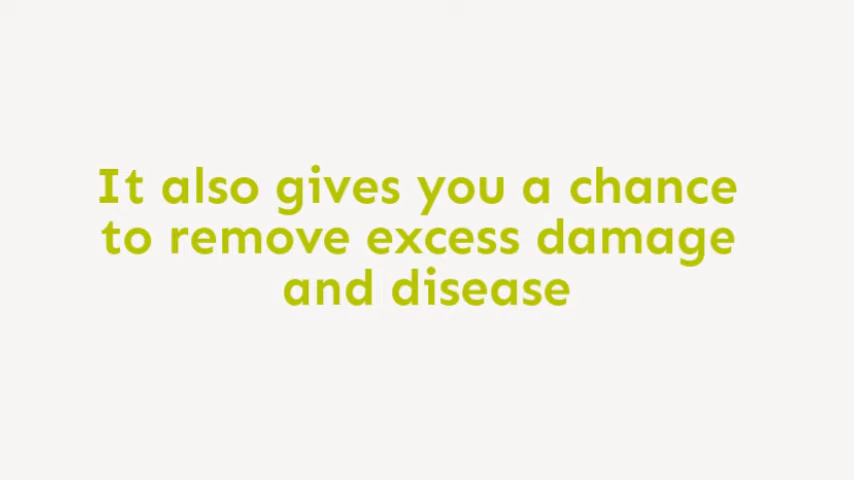 It also gives you a chance
to remove excess damage
and disease